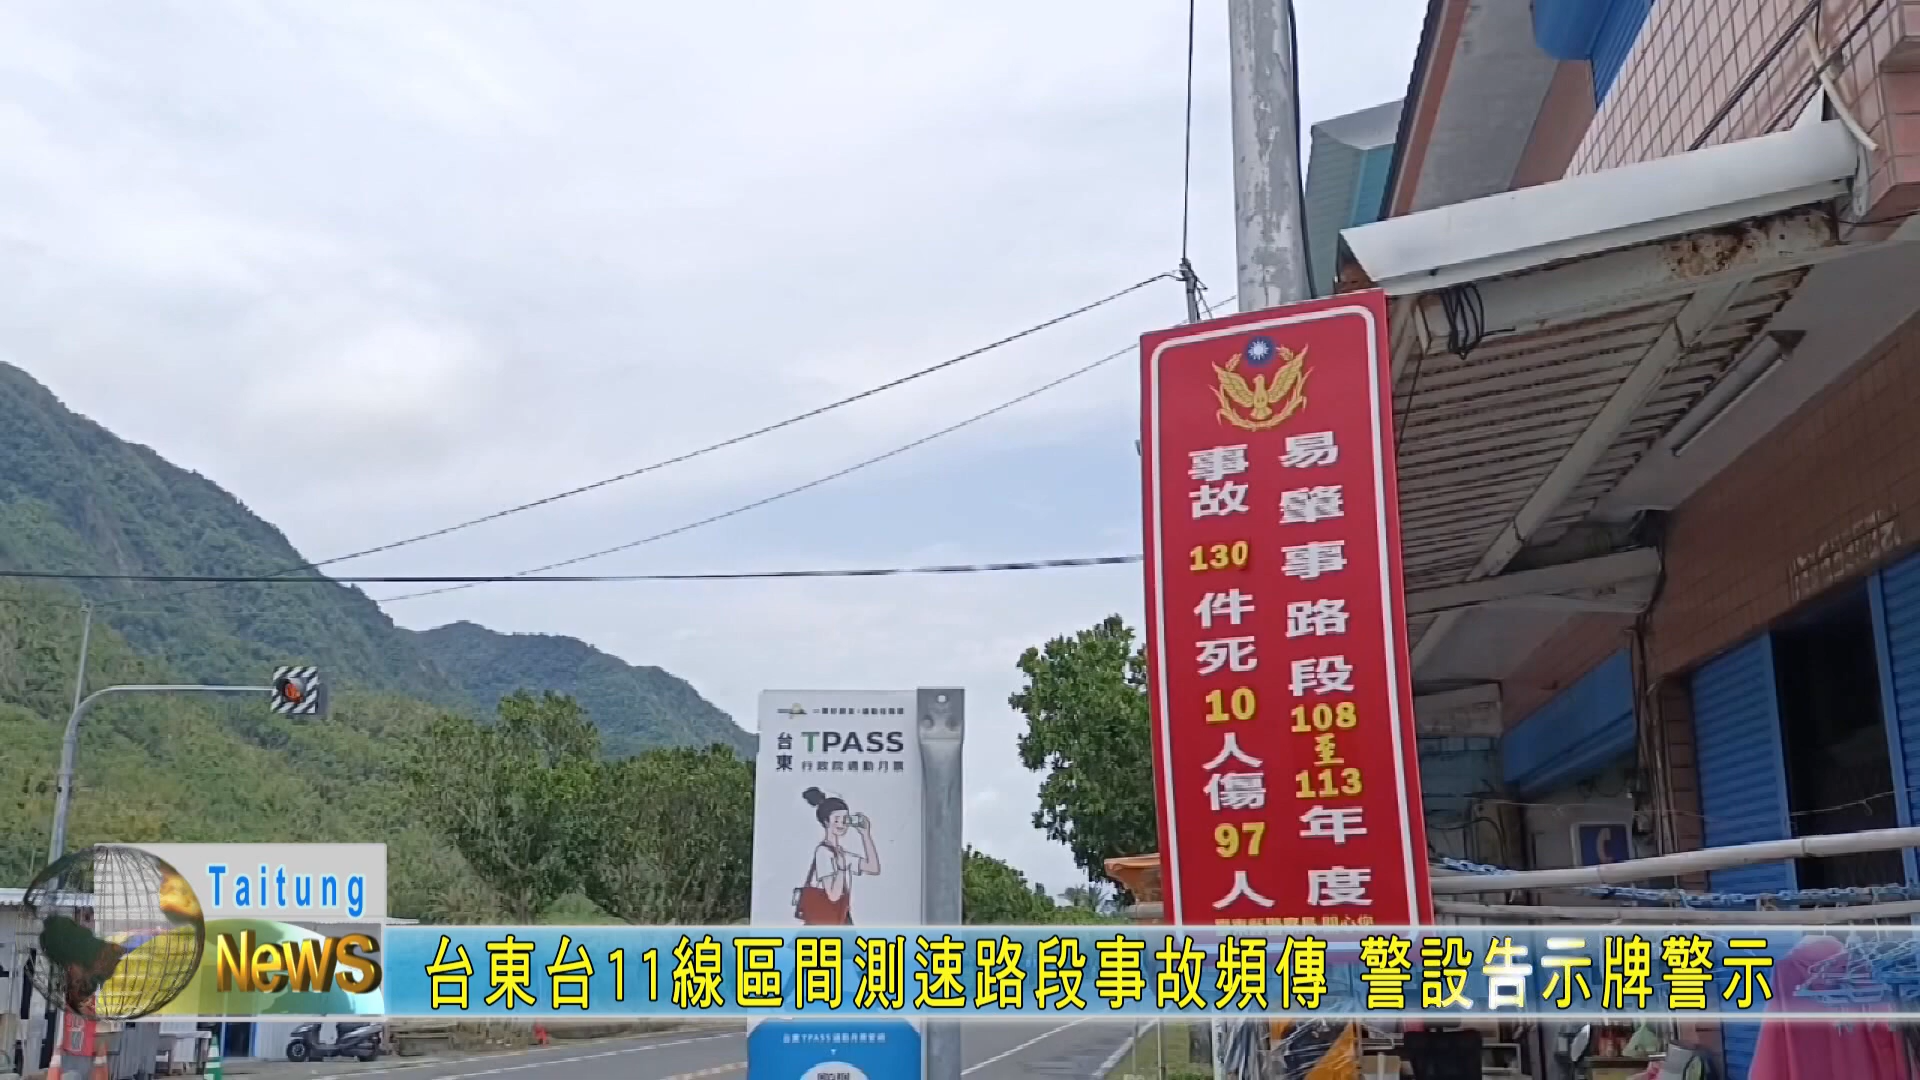 易肇事路段108至113年度
事故130件死10人傷97人
台東
TPASS
行政院通勤月票
Taitung
News
台東台11線區間測速路段事故頻傳 警設告示牌警示